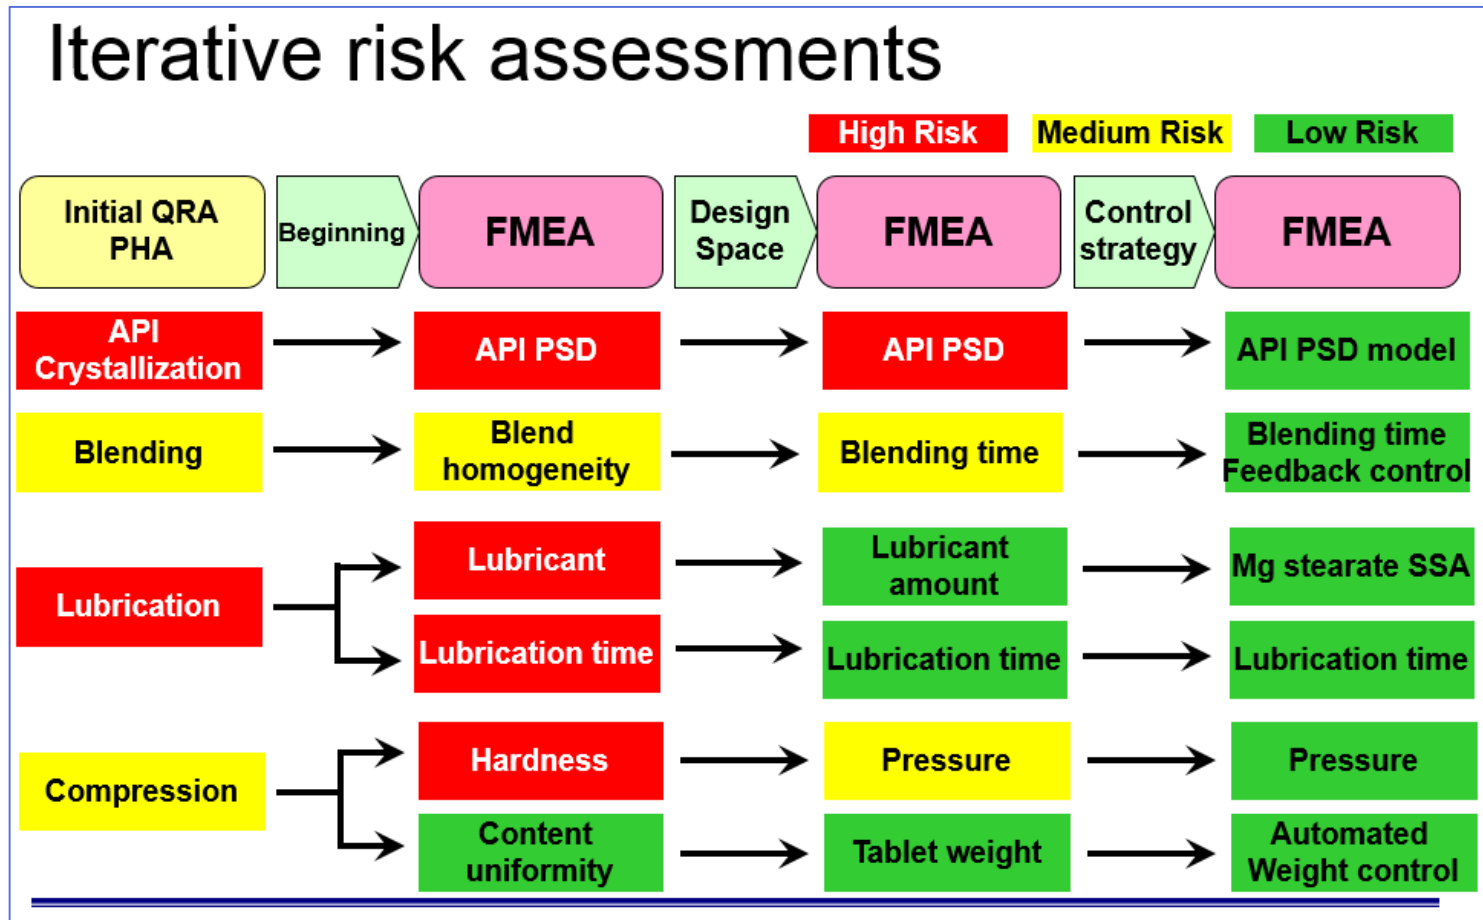 Iterative risk assessments
High Risk
Medium Risk
Low Risk
Initial QRA
PHA
Beginning
FMEA
Design
Space
FMEA
Control
strategy
FMEA
API
Crystallization
API PSD
API PSD
API PSD model
Blending
Blend
homogeneity
Blending time
Blending time
Feedback control
Lubrication
Lubricant
Lubricant
amount
Mg stearate SSA
Lubrication time
Lubrication time
Lubrication time
Compression
Hardness
Pressure
Pressure
Content
uniformity
Tablet weight
Automated
Weight control